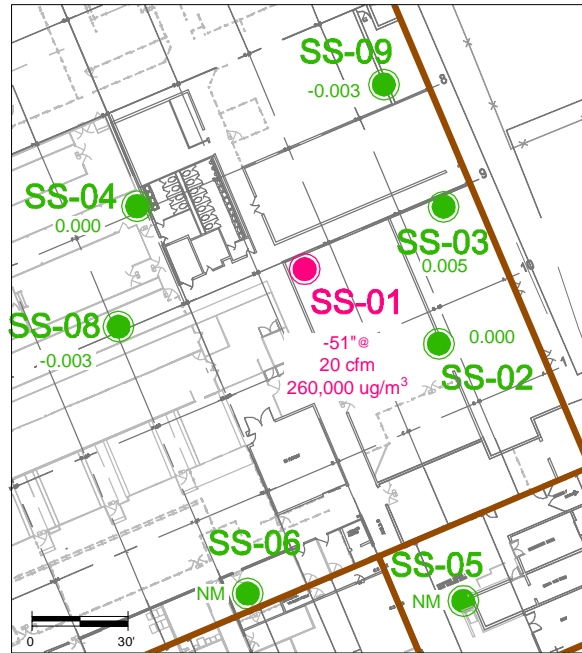 SS-09
-0.003
8
9
SS-04
0.000
SS-03
0.005
10
SS-01
SS-08
-0.003
-51"@
20 cfm
260,000 ug/m³
0.000
SS-02
1
SS-06
NM
SS-05
NM
0
30'